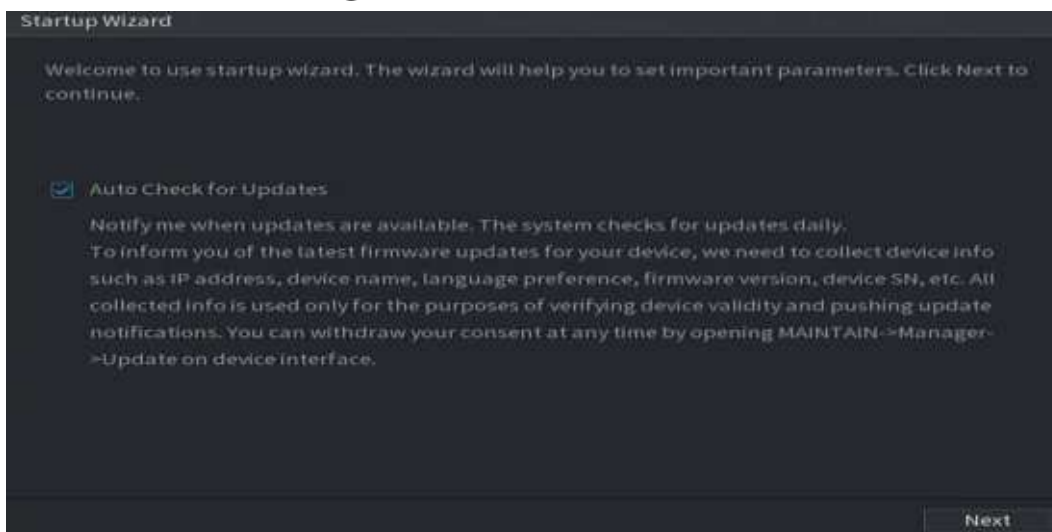 Startup Wizard
Welcome to use startup wizard. The wizard will help you to set important parameters. Click Next to
continue.
Auto Check for Updates
Notify me when updates are available. The system checks for updates daily.
To inform you of the latest firmware updates for your device, we need to collect device info
such as IP address, device name, language preference, firmware version, device SN, etc. All
collected info is used only for the purposes of verifying device validity and pushing update
notifications. You can withdraw your consent at any time by opening MAINTAIN->Manager-
>Update on device interface.
Next